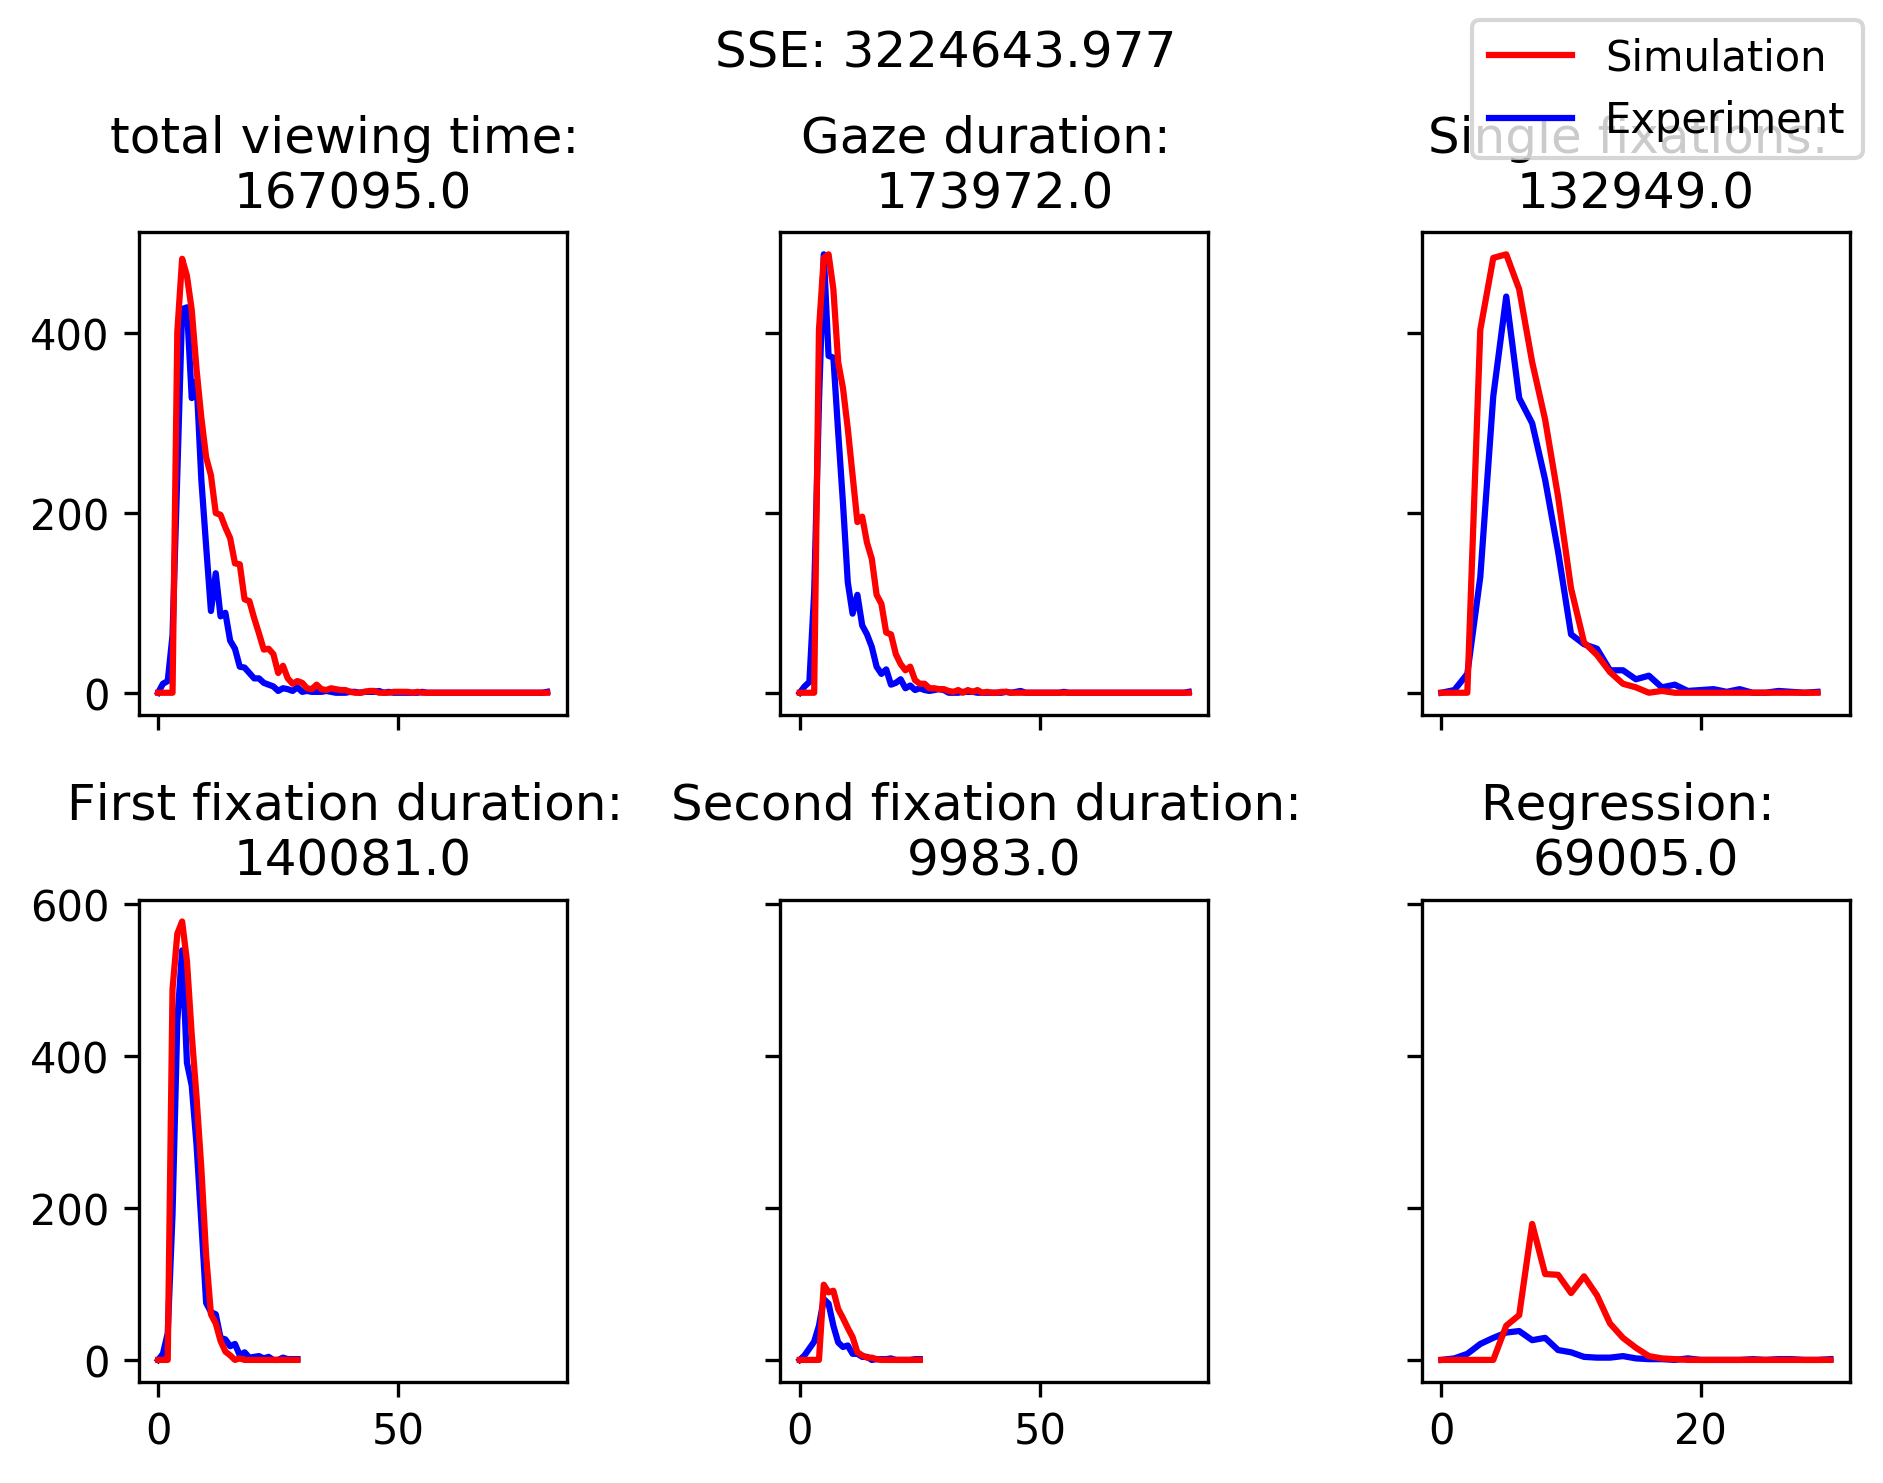 SSE: 3224643.977
Simulation
Experiment
total viewing time:
167095.0
Gaze duration:
173972.0
Single fixations:
132949.0
400
200
0
First fixation duration:
140081.0
Second fixation duration:
9983.0
Regression:
69005.0
600
400
200
0
0
50
0
50
0
20